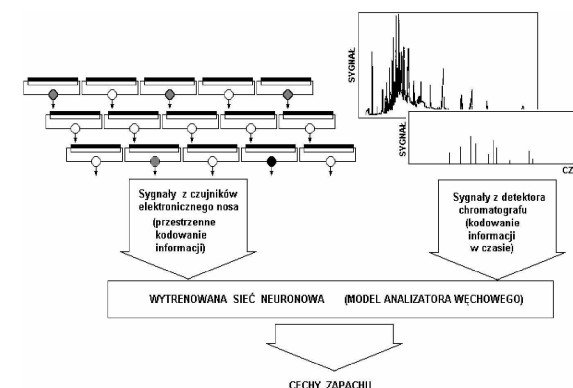 SYGNAŁ
SYGNAŁ
CZ
Sygnały z czujników
elektronicznego nosa
(przestrzenne
kodowanie
informacji)
Sygnały z detektora
chromatografu
(kodowanie
informacji
w czasie)
WYTRENOWANA SIEĆ NEURONOWA (MODEL ANALIZATORA WĘCHOWEGO)
CECHY ZAPACHU